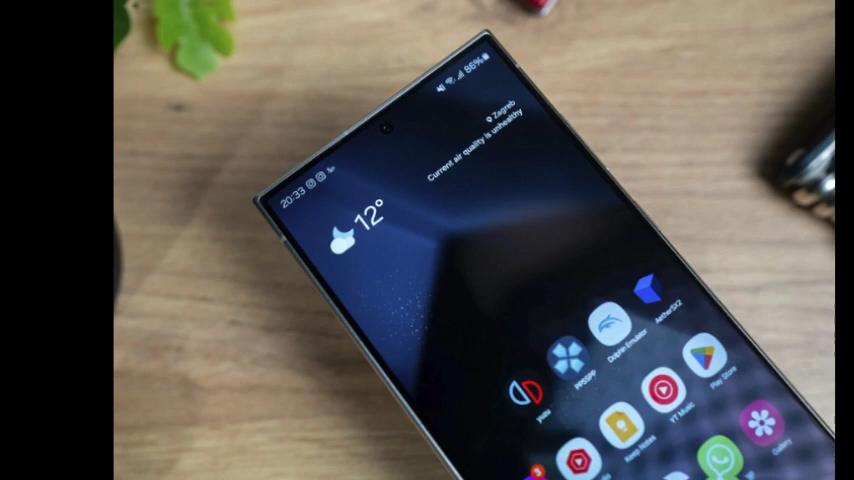 86%
20:33
Zagreb
Current air quality is unhealthy
12°
AetherSX2
Dolphin Emulator
PPSSPP
yuzu
Play Store
YT Music
Keep Notes
Gallery
3